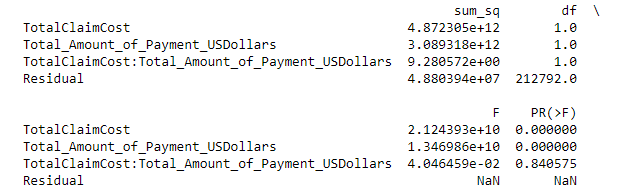 sum_sq df \
TotalClaimCost 4.872305e+12 1.0
Total_Amount_of_Payment_USDollars 3.089318e+12 1.0
TotalClaimCost:Total_Amount_of_Payment_USDollars 9.280572e+00 1.0
Residual 4.880394e+07 212792.0
F PR(>F)
TotalClaimCost 2.124393e+10 0.000000
Total_Amount_of_Payment_USDollars 1.346986e+10 0.000000
TotalClaimCost:Total_Amount_of_Payment_USDollars 4.046459e-02 0.840575
Residual NaN NaN